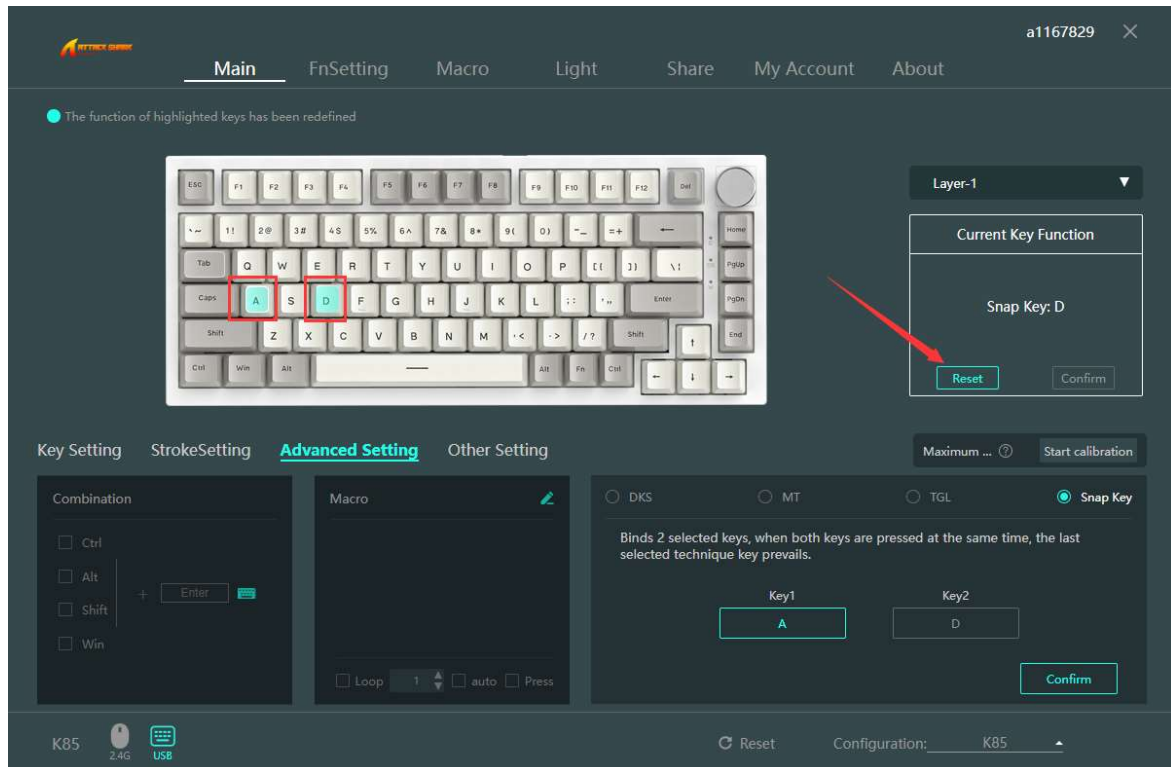 ATTACK SHARK
a1167829
Main FnSetting Macro Light Share My Account About
The function of highlighted keys has been redefined
ESC F1 F2 F3 F4 F5 F6 F7 F8 F9 F10 F11 F12 Del
`~ 1! 2@ 3# 4$ 5% 6^ 7& 8* 9( 0) -_ =+ ← Home
Tab Q W E R T Y U I O P [{ ]} \¦ PgUp
Caps A S D F G H J K L ;: '" Enter PgDn
Shift Z X C V B N M ,< .> /? Shift ↑ End
Ctrl Win Alt Alt Fn Ctrl ← ↓ →
Layer-1
Current Key Function
Snap Key: D
Reset Confirm
Key Setting StrokeSetting Advanced Setting Other Setting
Maximum ... Start calibration
Combination
Ctrl
Alt
Shift
Win
+ Enter
Macro
Loop 1 auto Press
DKS MT TGL Snap Key
Binds 2 selected keys, when both keys are pressed at the same time, the last
selected technique key prevails.
Key1 Key2
A D
Confirm
K85 2.4G USB
Reset Configuration: K85